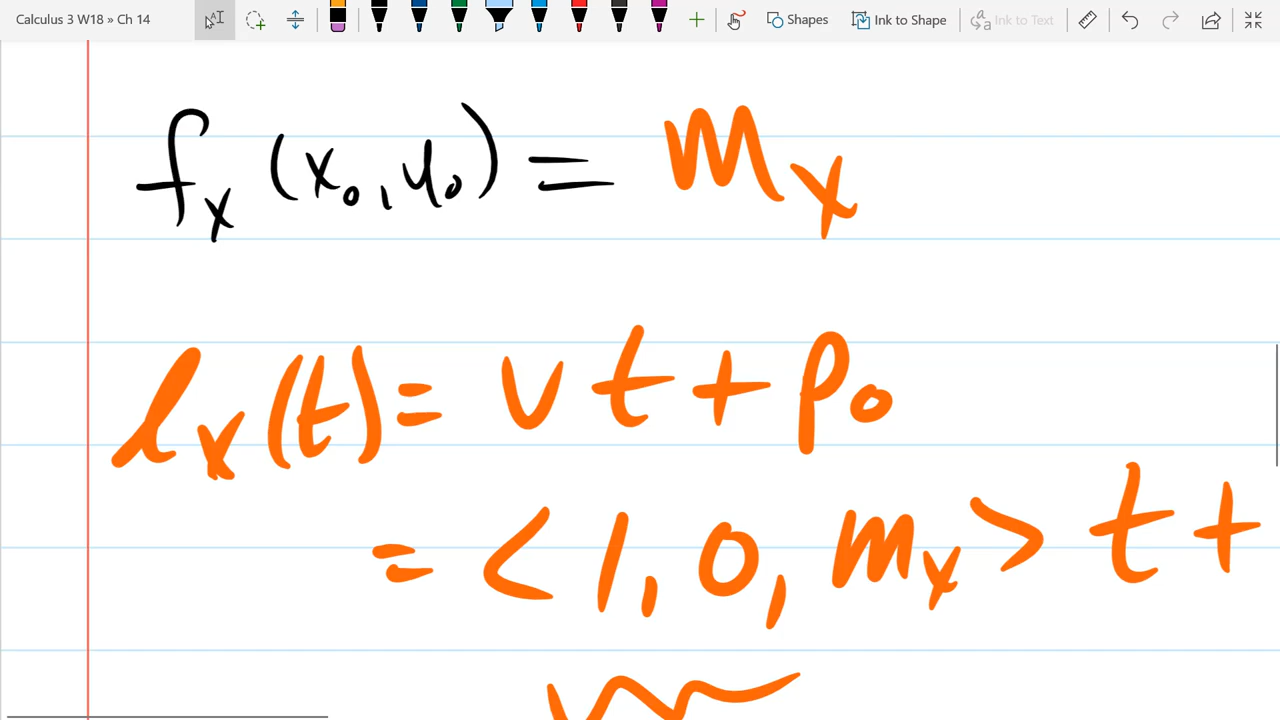 Calculus 3 W18 » Ch 14
Shapes
Ink to Shape
Ink to Text
f_x (x_0, y_0) = m_x
l_x(t) = vt + p_0
= <1, 0, m_x> t +